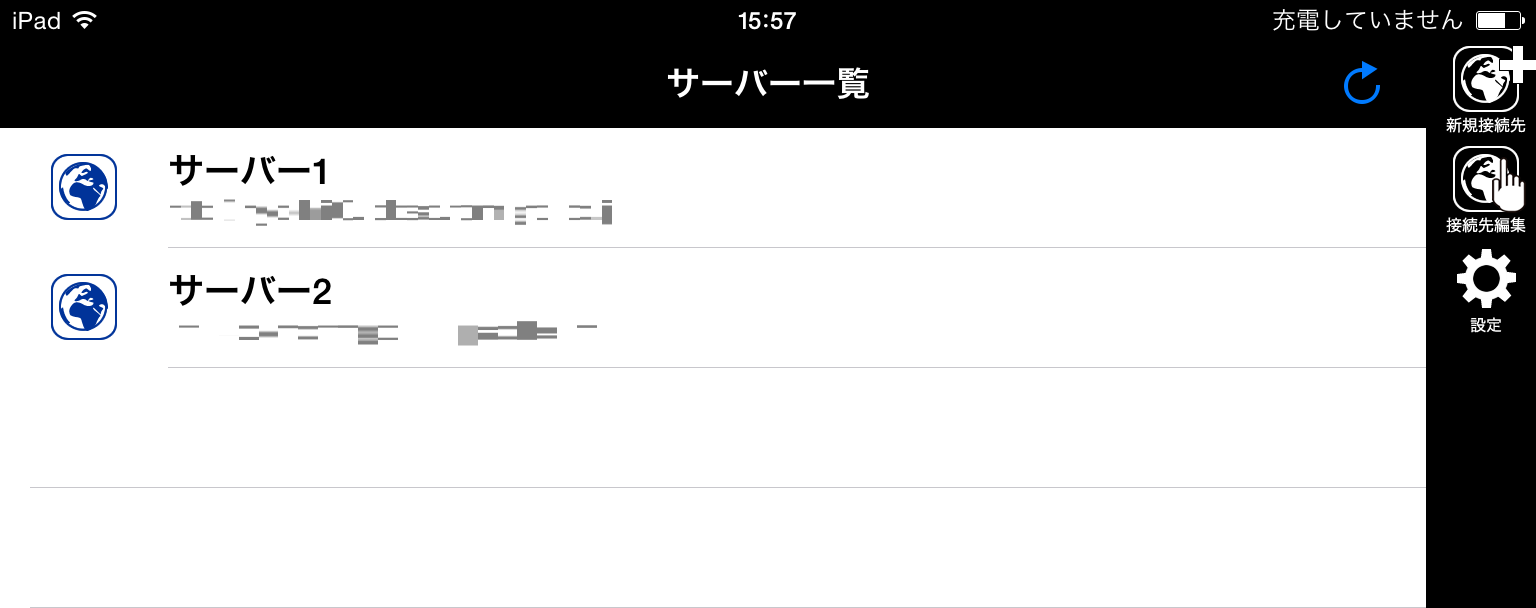 iPad 15:57 充電していません
サーバー一覧
新規接続先
サーバー1
接続先編集
サーバー2
設定